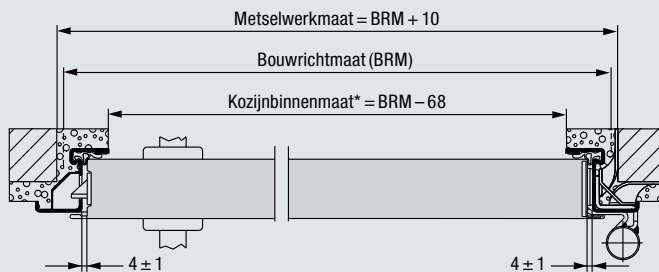 Metselwerkmaat = BRM + 10
Bouwrichtmaat (BRM)
Kozijnbinnenmaat* = BRM – 68
4 ± 1
4 ± 1